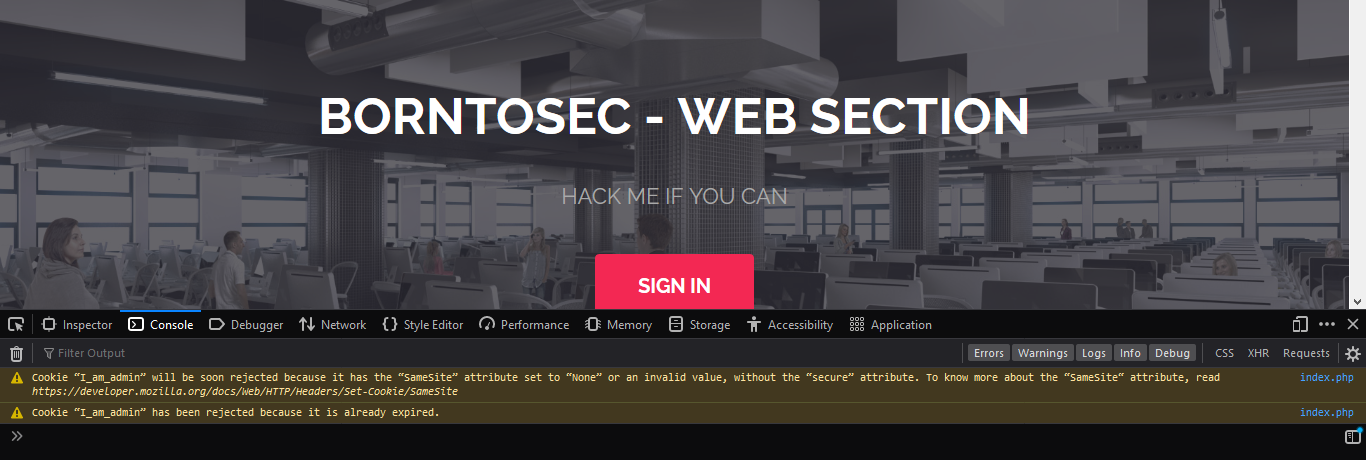 BORNTOSEC - WEB SECTION
HACK ME IF YOU CAN
SIGN IN
Inspector Console Debugger Network Style Editor Performance Memory Storage Accessibility Application
Filter Output Errors Warnings Logs Info Debug CSS XHR Requests
Cookie “I_am_admin” will be soon rejected because it has the “SameSite” attribute set to “None” or an invalid value, without the “secure” attribute. To know more about the “SameSite” attribute, read index.php
https://developer.mozilla.org/docs/Web/HTTP/Headers/Set-Cookie/SameSite
Cookie “I_am_admin” has been rejected because it is already expired. index.php